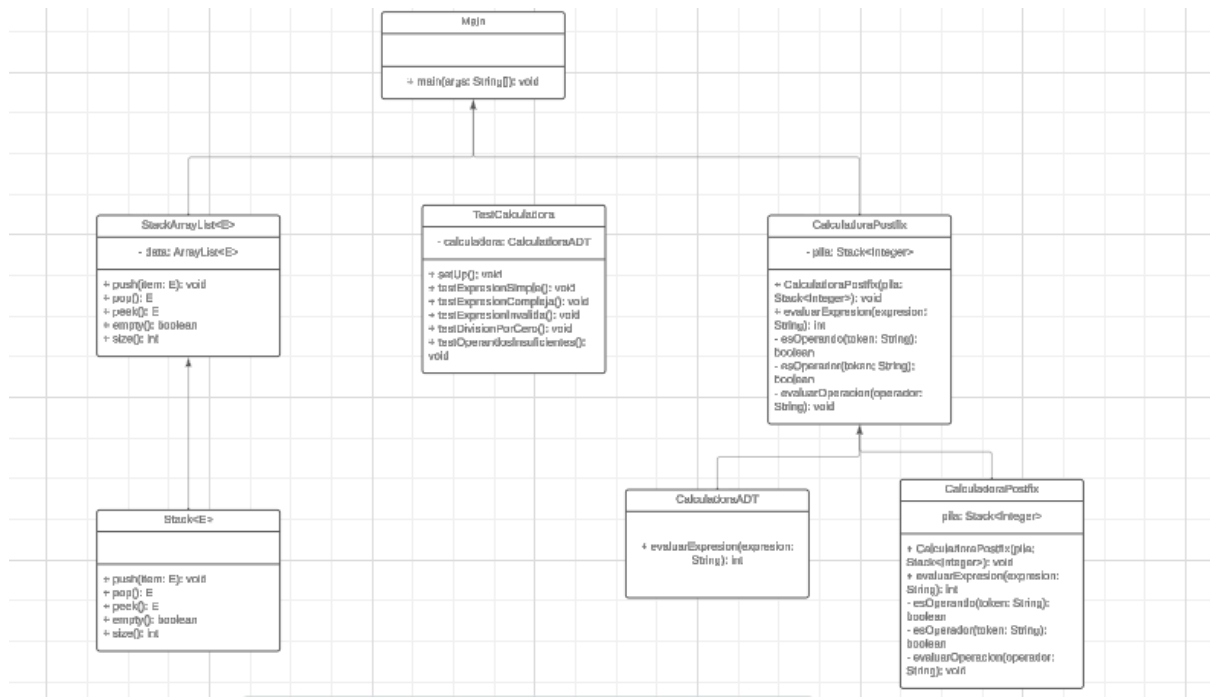 Main
+ main(args: String[]): void
StackArrayList<E>
- data: ArrayList<E>
+ push(item: E): void
+ pop(): E
+ peek(): E
+ empty(): boolean
+ size(): int
TestCalculadora
- calculadora: CalculadoraADT
+ setUp(): void
+ testExpresionSimple(): void
+ testExpresionCompleja(): void
+ testExpresionInvalida(): void
+ testDivisionPorCero(): void
+ testOperandosInsuficientes():
void
CalculadoraPostfix
- pila: Stack<Integer>
+ CalculadoraPostfix(pila:
Stack<Integer>): void
+ evaluarExpresion(expresion:
String): int
- esOperando(token: String):
boolean
- esOperador(token: String):
boolean
- evaluarOperacion(operador:
String): void
Stack<E>
+ push(item: E): void
+ pop(): E
+ peek(): E
+ empty(): boolean
+ size(): int
CalculadoraADT
+ evaluarExpresion(expresion:
String): int
CalculadoraPostfix
pila: Stack<Integer>
+ CalculadoraPostfix(pila:
Stack<Integer>): void
+ evaluarExpresion(expresion:
String): int
- esOperando(token: String):
boolean
- esOperador(token: String):
boolean
- evaluarOperacion(operador:
String): void